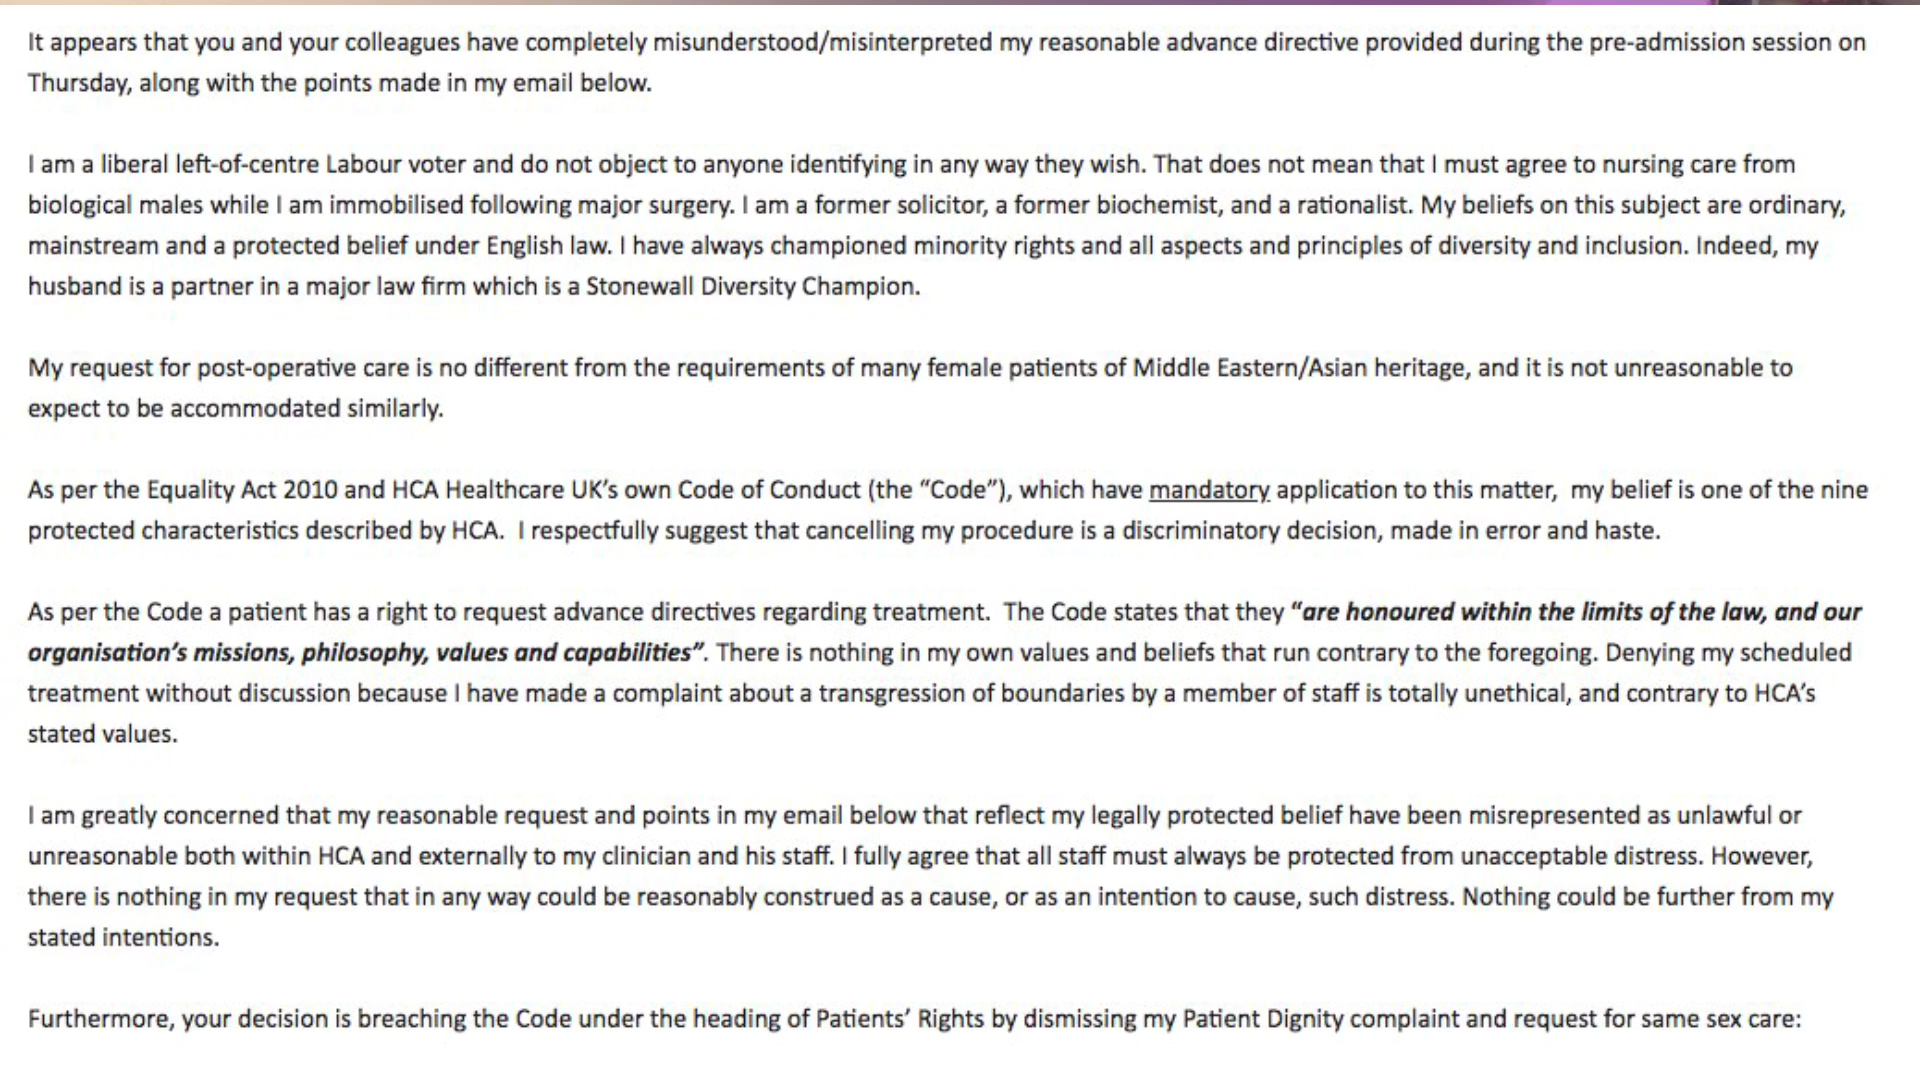 It appears that you and your colleagues have completely misunderstood/misinterpreted my reasonable advance directive provided during the pre-admission session on
Thursday, along with the points made in my email below.
I am a liberal left-of-centre Labour voter and do not object to anyone identifying in any way they wish. That does not mean that I must agree to nursing care from
biological males while I am immobilised following major surgery. I am a former solicitor, a former biochemist, and a rationalist. My beliefs on this subject are ordinary,
mainstream and a protected belief under English law. I have always championed minority rights and all aspects and principles of diversity and inclusion. Indeed, my
husband is a partner in a major law firm which is a Stonewall Diversity Champion.
My request for post-operative care is no different from the requirements of many female patients of Middle Eastern/Asian heritage, and it is not unreasonable to
expect to be accommodated similarly.
As per the Equality Act 2010 and HCA Healthcare UK’s own Code of Conduct (the “Code”), which have mandatory application to this matter,  my belief is one of the nine
protected characteristics described by HCA.  I respectfully suggest that cancelling my procedure is a discriminatory decision, made in error and haste.
As per the Code a patient has a right to request advance directives regarding treatment.  The Code states that they “are honoured within the limits of the law, and our
organisation’s missions, philosophy, values and capabilities”. There is nothing in my own values and beliefs that run contrary to the foregoing. Denying my scheduled
treatment without discussion because I have made a complaint about a transgression of boundaries by a member of staff is totally unethical, and contrary to HCA’s
stated values.
I am greatly concerned that my reasonable request and points in my email below that reflect my legally protected belief have been misrepresented as unlawful or
unreasonable both within HCA and externally to my clinician and his staff. I fully agree that all staff must always be protected from unacceptable distress. However,
there is nothing in my request that in any way could be reasonably construed as a cause, or as an intention to cause, such distress. Nothing could be further from my
stated intentions.
Furthermore, your decision is breaching the Code under the heading of Patients’ Rights by dismissing my Patient Dignity complaint and request for same sex care: